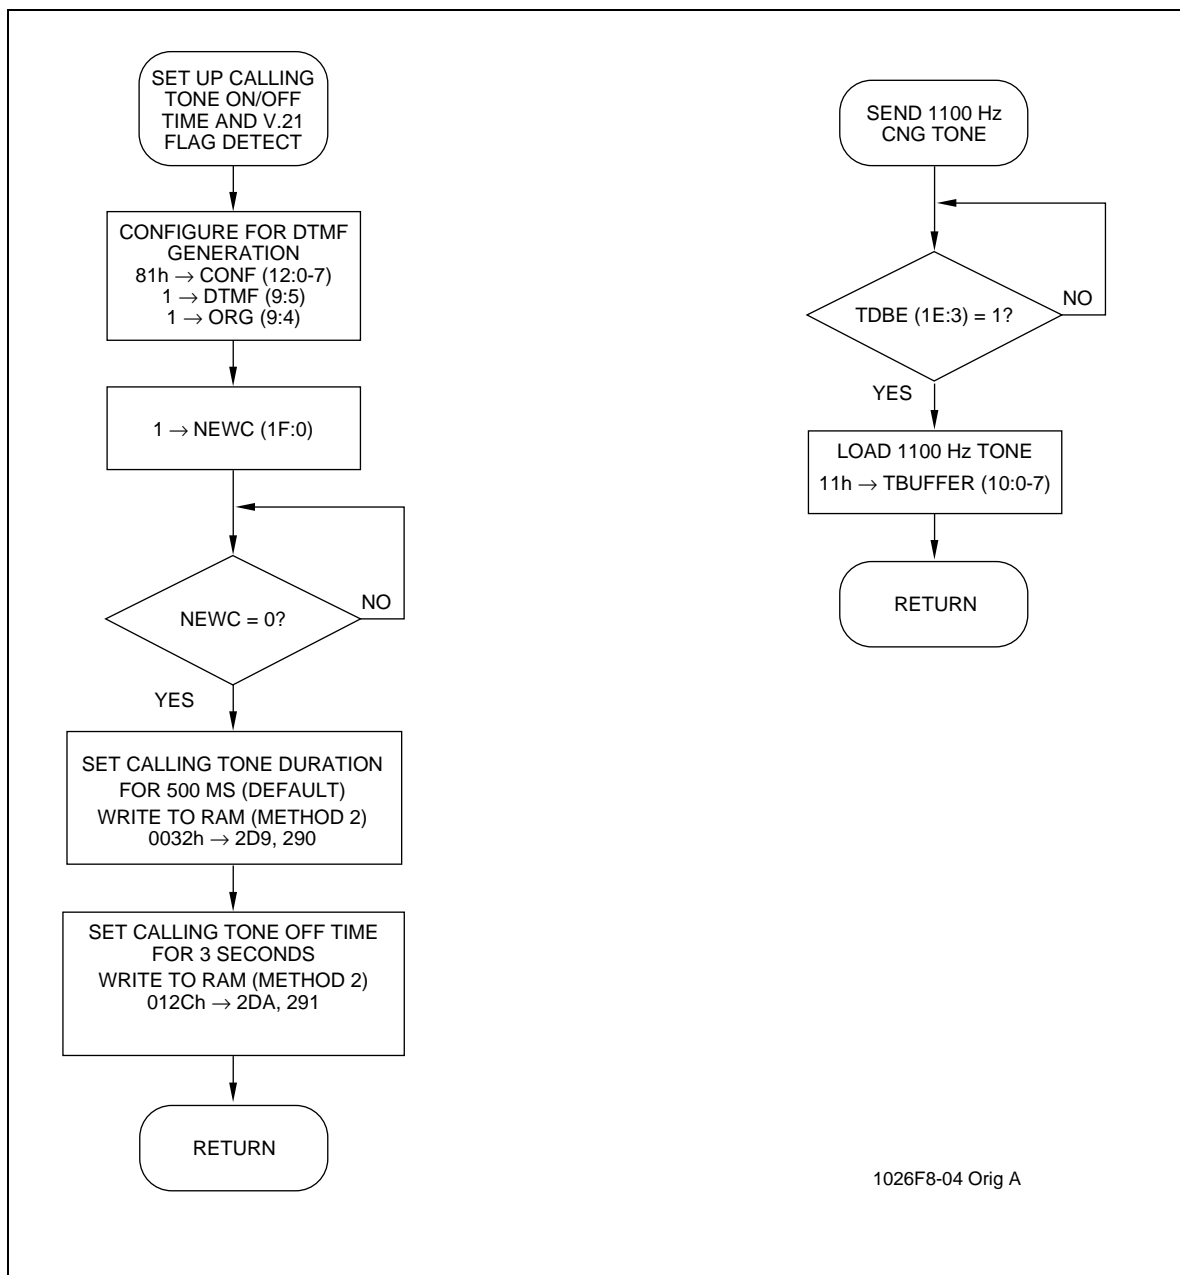 SET UP CALLING
TONE ON/OFF
TIME AND V.21
FLAG DETECT
CONFIGURE FOR DTMF
GENERATION
81h → CONF (12:0-7)
1 → DTMF (9:5)
1 → ORG (9:4)
1 → NEWC (1F:0)
NEWC = 0?
NO
YES
SET CALLING TONE DURATION
FOR 500 MS (DEFAULT)
WRITE TO RAM (METHOD 2)
0032h → 2D9, 290
SET CALLING TONE OFF TIME
FOR 3 SECONDS
WRITE TO RAM (METHOD 2)
012Ch → 2DA, 291
RETURN
SEND 1100 Hz
CNG TONE
TDBE (1E:3) = 1?
NO
YES
LOAD 1100 Hz TONE
11h → TBUFFER (10:0-7)
RETURN
1026F8-04 Orig A